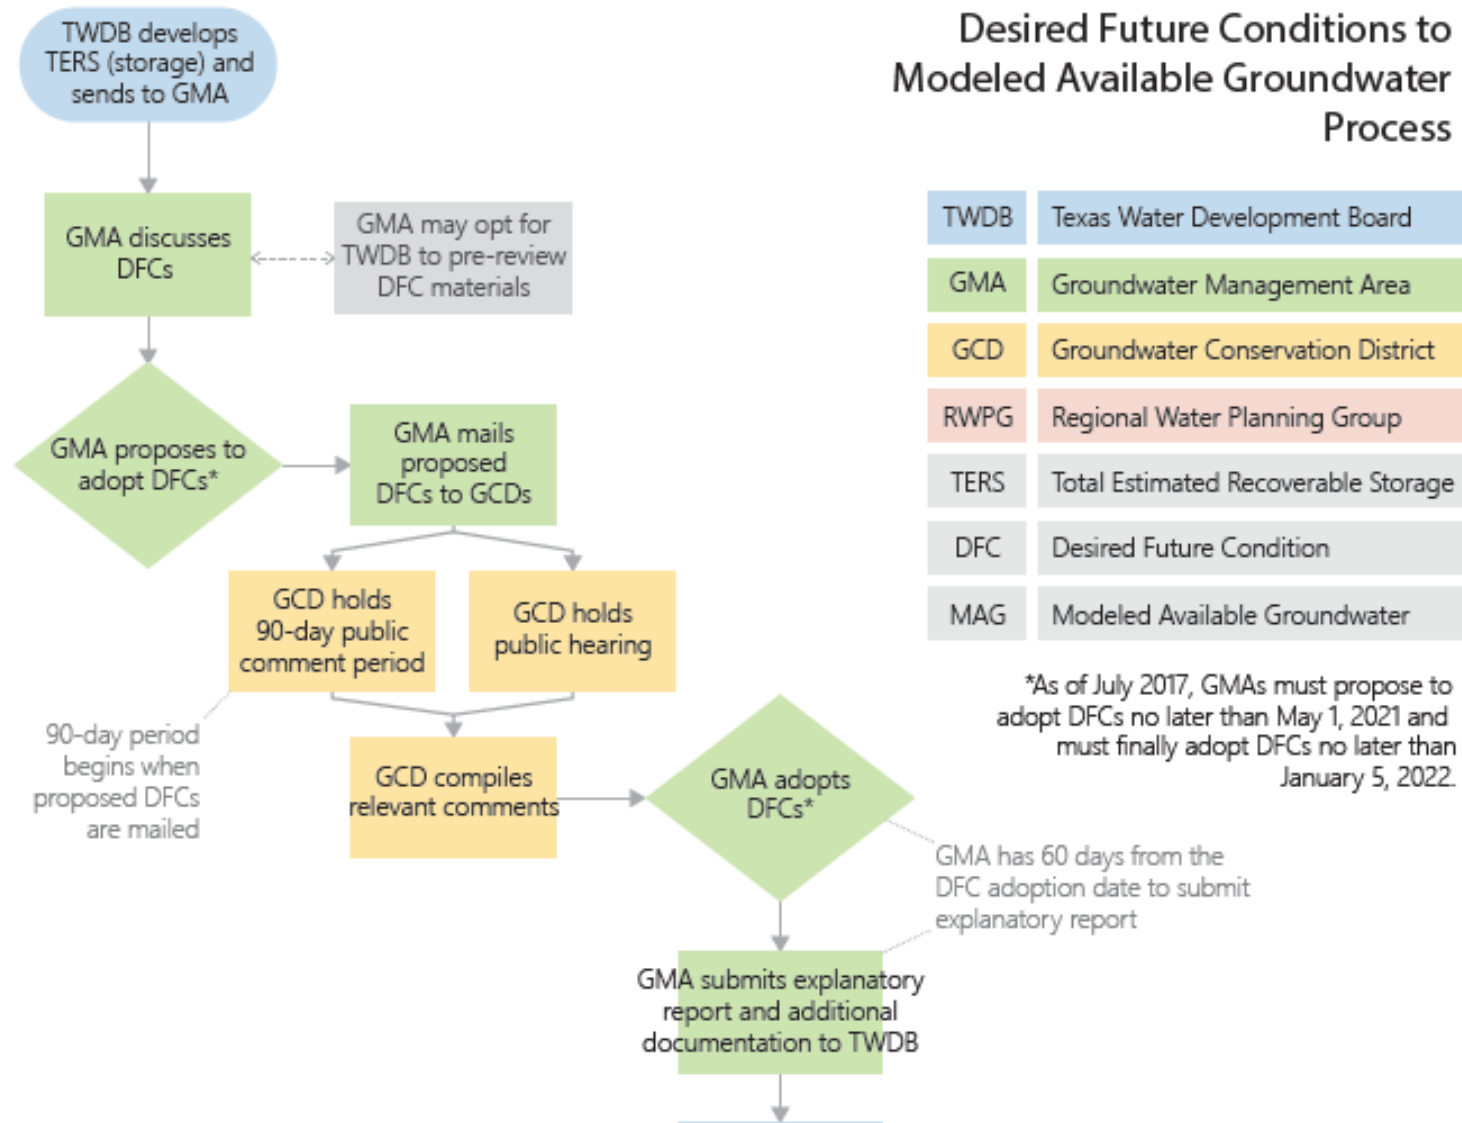 TWDB develops
TERS (storage) and
sends to GMA
Desired Future Conditions to
Modeled Available Groundwater
Process
GMA discusses
DFCs
GMA may opt for
TWDB to pre-review
DFC materials
TWDB Texas Water Development Board
GMA Groundwater Management Area
GCD Groundwater Conservation District
RWPG Regional Water Planning Group
TERS Total Estimated Recoverable Storage
DFC Desired Future Condition
MAG Modeled Available Groundwater
*As of July 2017, GMAs must propose to
adopt DFCs no later than May 1, 2021 and
must finally adopt DFCs no later than
January 5, 2022.
GMA proposes to
adopt DFCs*
GMA mails
proposed
DFCs to GCDs
GCD holds
90-day public
comment period
GCD holds
public hearing
90-day period
begins when
proposed DFCs
are mailed
GCD compiles
relevant comments
GMA adopts
DFCs*
GMA has 60 days from the
DFC adoption date to submit
explanatory report
GMA submits explanatory
report and additional
documentation to TWDB